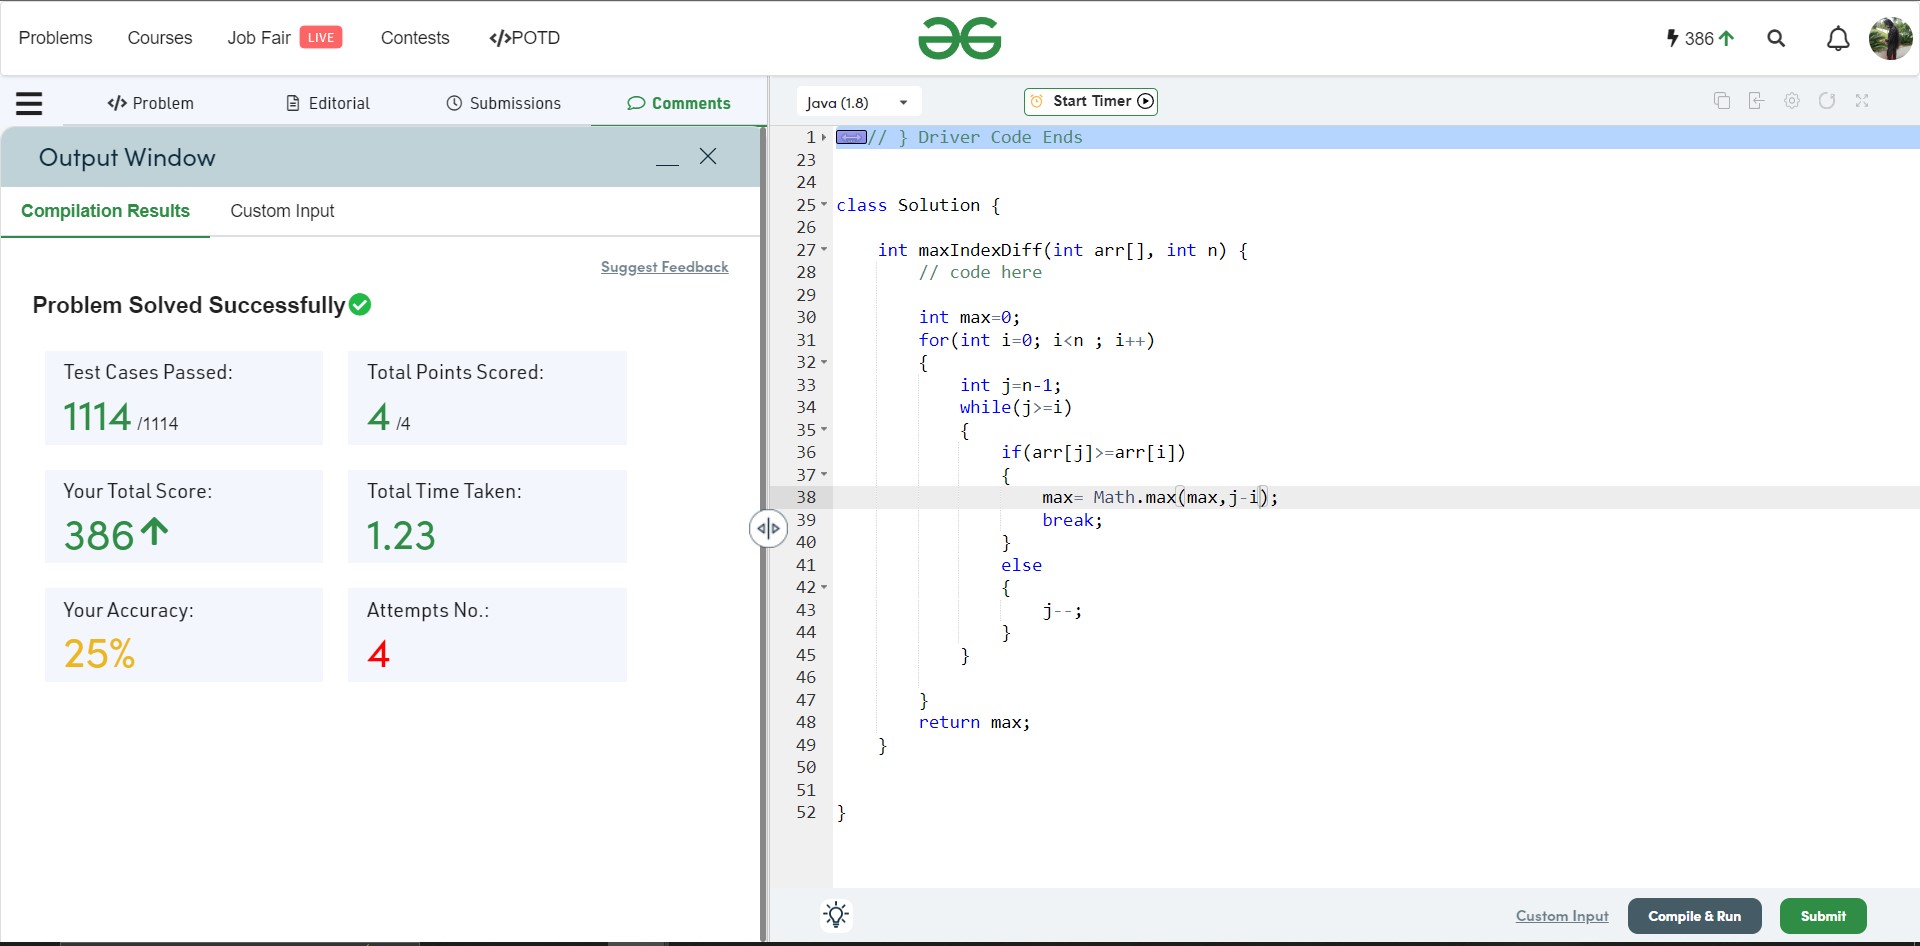 Problems Courses Job Fair LIVE Contests </>POTD
386
</> Problem Editorial Submissions Comments
Output Window
Compilation Results Custom Input
Suggest Feedback
Problem Solved Successfully
Test Cases Passed:
1114 /1114
Total Points Scored:
4 /4
Your Total Score:
386
Total Time Taken:
1.23
Your Accuracy:
25%
Attempts No.:
4
Java (1.8) Start Timer
1 // } Driver Code Ends
23
24
25 class Solution {
26
27 int maxIndexDiff(int arr[], int n) {
28 // code here
29
30 int max=0;
31 for(int i=0; i<n ; i++)
32 {
33 int j=n-1;
34 while(j>=i)
35 {
36 if(arr[j]>=arr[i])
37 {
38 max= Math.max(max,j-i);
39 break;
40 }
41 else
42 {
43 j--;
44 }
45 }
46
47 }
48 return max;
49 }
50
51
52 }
Custom Input Compile & Run Submit